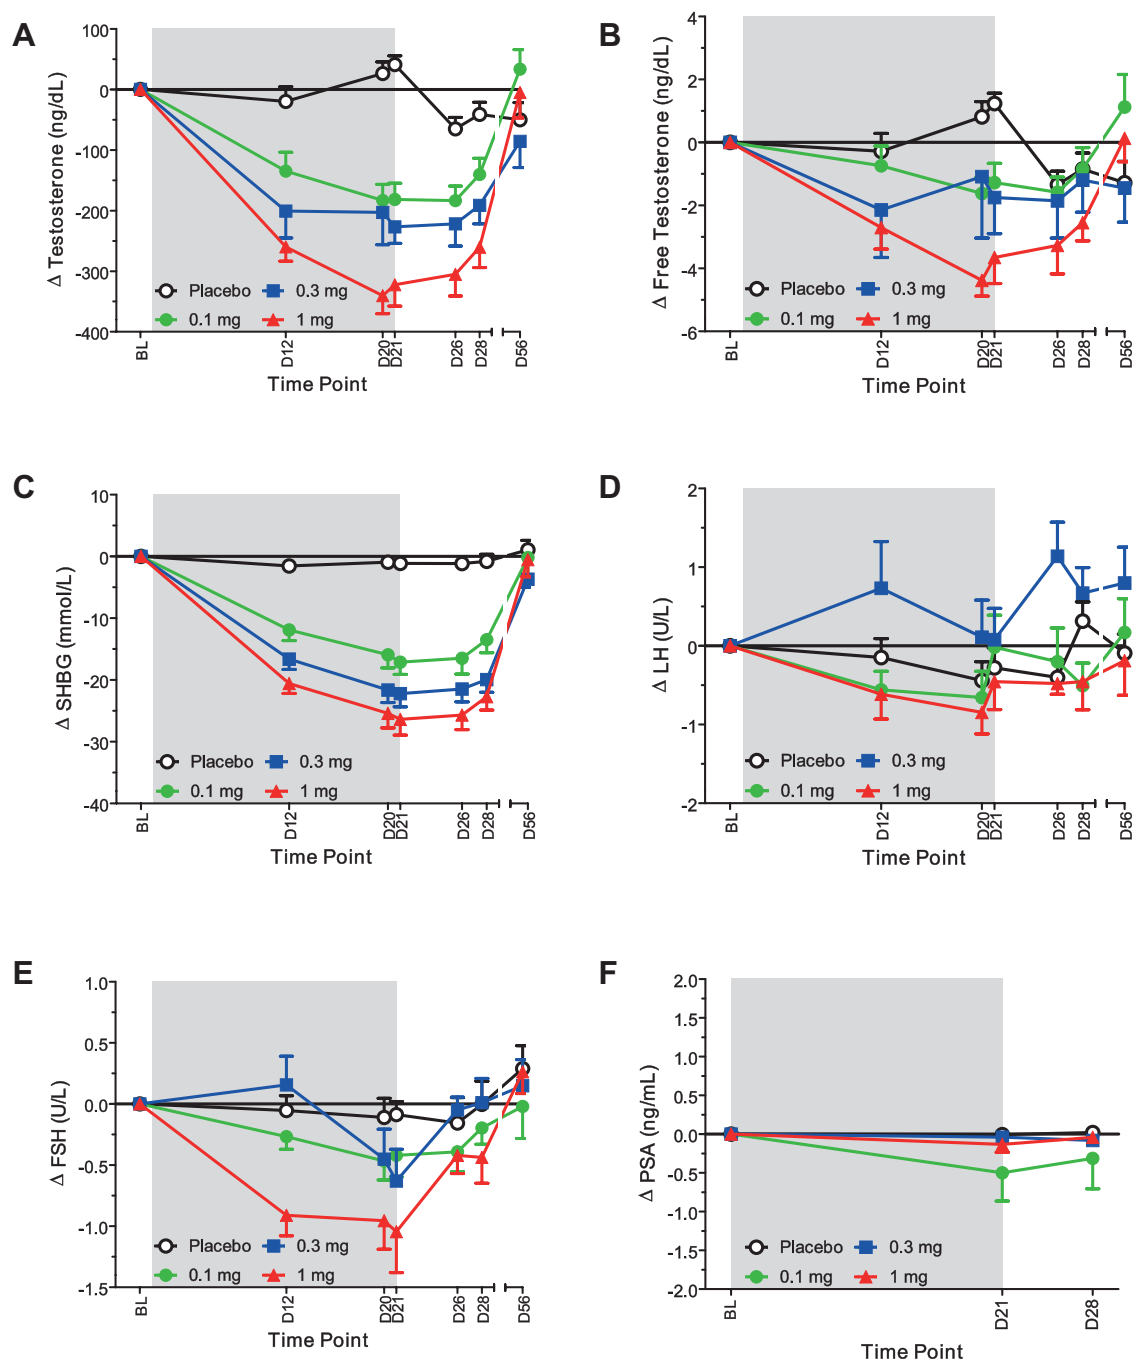 A
Δ Testosterone (ng/dL)
100
0
-100
-200
-300
-400
Placebo
0.3 mg
0.1 mg
1 mg
BL
D12
D20
D21
D26
D28
D56
Time Point
B
Δ Free Testosterone (ng/dL)
4
2
0
-2
-4
-6
Placebo
0.3 mg
0.1 mg
1 mg
BL
D12
D20
D21
D26
D28
D56
Time Point
C
Δ SHBG (mmol/L)
10
0
-10
-20
-30
-40
Placebo
0.3 mg
0.1 mg
1 mg
BL
D12
D20
D21
D26
D28
D56
Time Point
D
Δ LH (U/L)
2
1
0
-1
-2
Placebo
0.3 mg
0.1 mg
1 mg
BL
D12
D20
D21
D26
D28
D56
Time Point
E
Δ FSH (U/L)
1.0
0.5
0.0
-0.5
-1.0
-1.5
Placebo
0.3 mg
0.1 mg
1 mg
BL
D12
D20
D21
D26
D28
D56
Time Point
F
Δ PSA (ng/mL)
2.0
1.5
1.0
0.5
0.0
-0.5
-1.0
-1.5
-2.0
Placebo
0.3 mg
0.1 mg
1 mg
BL
D21
D28
Time Point